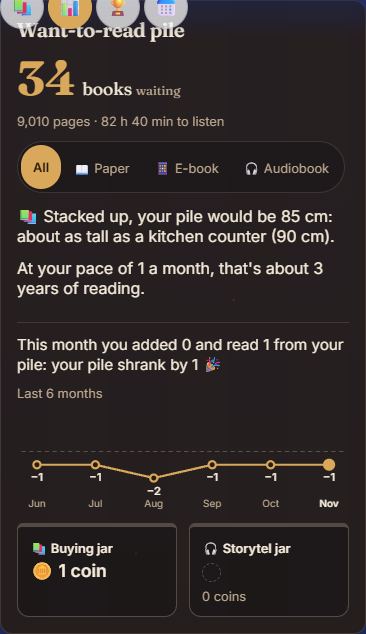 Want-to-read pile
34 books waiting
9,010 pages · 82 h 40 min to listen
All Paper E-book Audiobook
Stacked up, your pile would be 85 cm:
about as tall as a kitchen counter (90 cm).
At your pace of 1 a month, that's about 3
years of reading.
This month you added 0 and read 1 from your
pile: your pile shrank by 1
Last 6 months
−1 −1 −2 −1 −1 −1
Jun Jul Aug Sep Oct Nov
Buying jar
1 coin
Storytel jar
0 coins